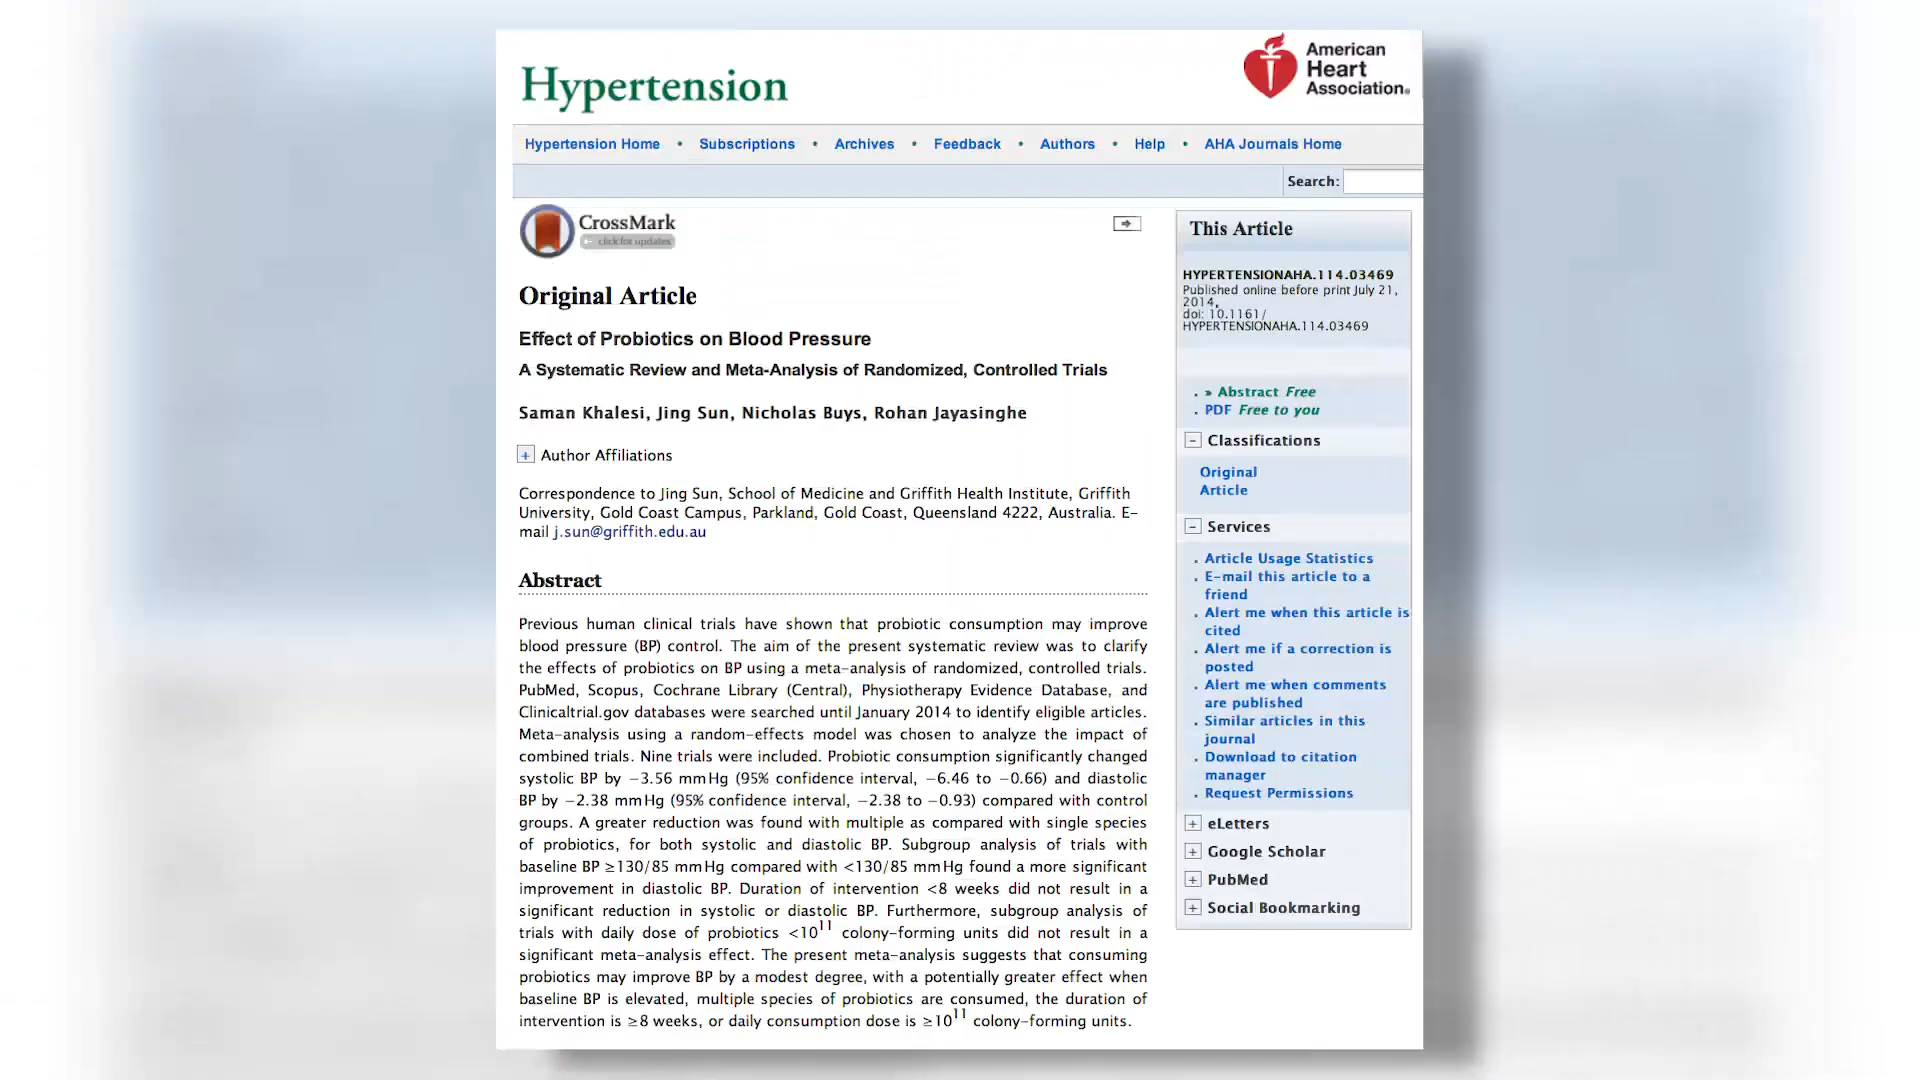 Hypertension
American
Heart
Association®
Hypertension Home • Subscriptions • Archives • Feedback • Authors • Help • AHA Journals Home
Search:
CrossMark
click for updates
Original Article
Effect of Probiotics on Blood Pressure
A Systematic Review and Meta-Analysis of Randomized, Controlled Trials
Saman Khalesi, Jing Sun, Nicholas Buys, Rohan Jayasinghe
+ Author Affiliations
Correspondence to Jing Sun, School of Medicine and Griffith Health Institute, Griffith
University, Gold Coast Campus, Parkland, Gold Coast, Queensland 4222, Australia. E-
mail j.sun@griffith.edu.au
Abstract
Previous human clinical trials have shown that probiotic consumption may improve
blood pressure (BP) control. The aim of the present systematic review was to clarify
the effects of probiotics on BP using a meta-analysis of randomized, controlled trials.
PubMed, Scopus, Cochrane Library (Central), Physiotherapy Evidence Database, and
Clinicaltrial.gov databases were searched until January 2014 to identify eligible articles.
Meta-analysis using a random-effects model was chosen to analyze the impact of
combined trials. Nine trials were included. Probiotic consumption significantly changed
systolic BP by −3.56 mm Hg (95% confidence interval, −6.46 to −0.66) and diastolic
BP by −2.38 mm Hg (95% confidence interval, −2.38 to −0.93) compared with control
groups. A greater reduction was found with multiple as compared with single species
of probiotics, for both systolic and diastolic BP. Subgroup analysis of trials with
baseline BP ≥130/85 mm Hg compared with <130/85 mm Hg found a more significant
improvement in diastolic BP. Duration of intervention <8 weeks did not result in a
significant reduction in systolic or diastolic BP. Furthermore, subgroup analysis of
trials with daily dose of probiotics <10¹¹ colony-forming units did not result in a
significant meta-analysis effect. The present meta-analysis suggests that consuming
probiotics may improve BP by a modest degree, with a potentially greater effect when
baseline BP is elevated, multiple species of probiotics are consumed, the duration of
intervention is ≥8 weeks, or daily consumption dose is ≥10¹¹ colony-forming units.
This Article
HYPERTENSIONAHA.114.03469
Published online before print July 21,
2014,
doi: 10.1161/
HYPERTENSIONAHA.114.03469
» Abstract Free
PDF Free to you
− Classifications
Original
Article
− Services
Article Usage Statistics
E-mail this article to a
friend
Alert me when this article is
cited
Alert me if a correction is
posted
Alert me when comments
are published
Similar articles in this
journal
Download to citation
manager
Request Permissions
+ eLetters
+ Google Scholar
+ PubMed
+ Social Bookmarking